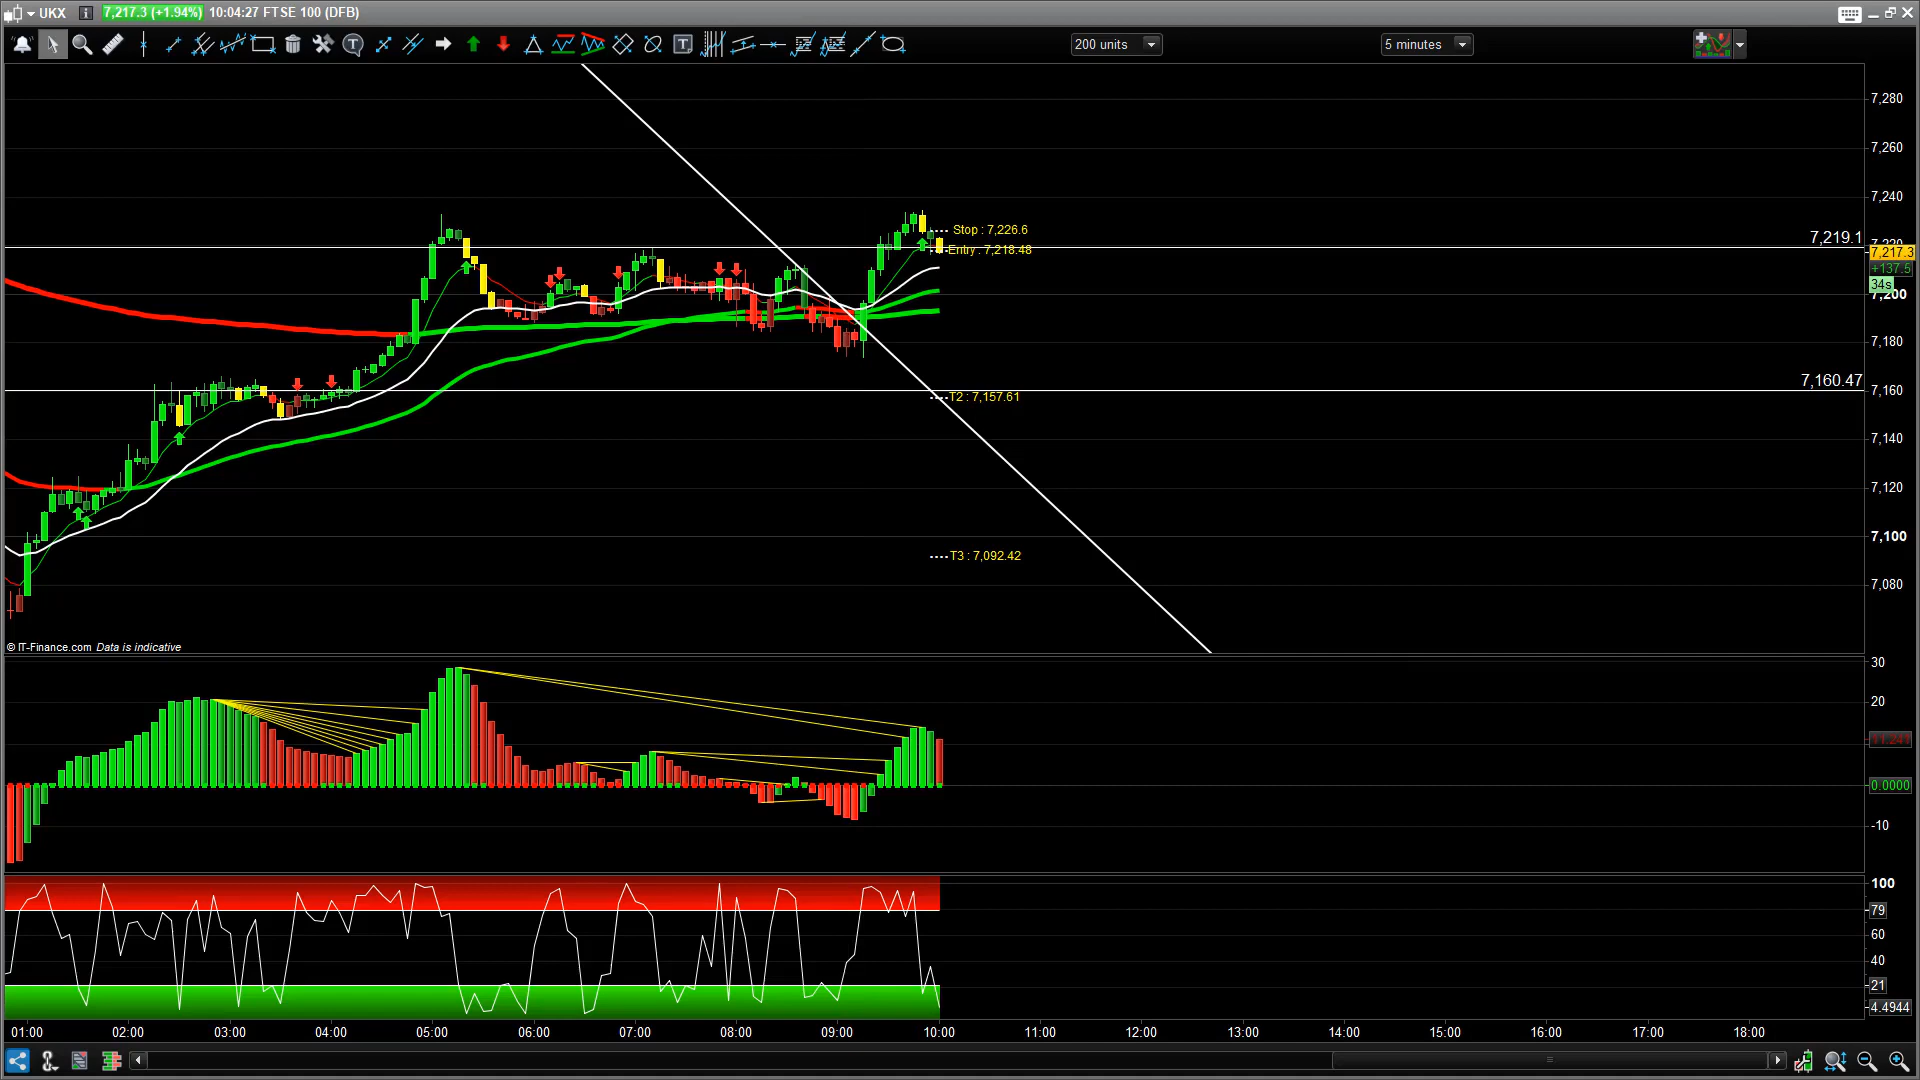 UKX i 7,217.3 (+1.94%) 10:04:27 FTSE 100 (DFB)
200 units 5 minutes
7,280
7,260
7,240
Stop : 7,226.6
7,219.1
Entry : 7,218.48
7,217.3
+137.5
34s
7,200
7,180
7,160.47
7,160
T2 : 7,157.61
7,140
7,120
7,100
T3 : 7,092.42
7,080
© IT-Finance.com Data is indicative
30
20
11.241
0.0000
-10
100
79
60
40
21
4.4944
01:00 02:00 03:00 04:00 05:00 06:00 07:00 08:00 09:00 10:00 11:00 12:00 13:00 14:00 15:00 16:00 17:00 18:00